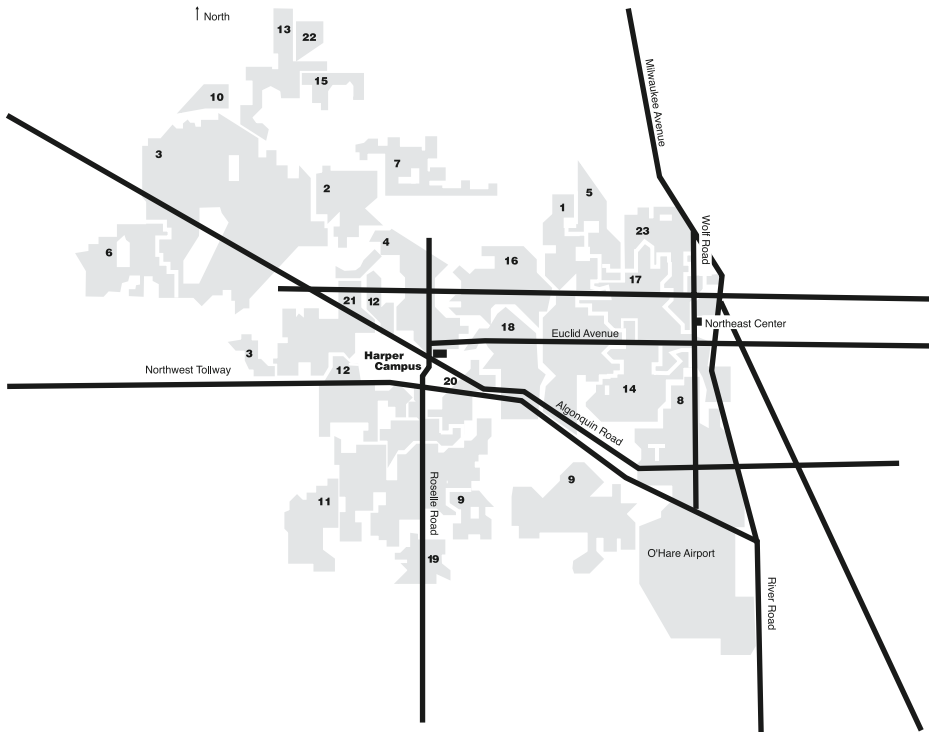 North
13
22
15
10
3
7
2
5
1
23
Milwaukee Avenue
Wolf Road
6
4
16
17
21
12
18
Northeast Center
Euclid Avenue
3
Harper
Campus
Northwest Tollway
12
20
14
8
Algonquin Road
11
Roselle Road
9
9
O'Hare Airport
19
River Road